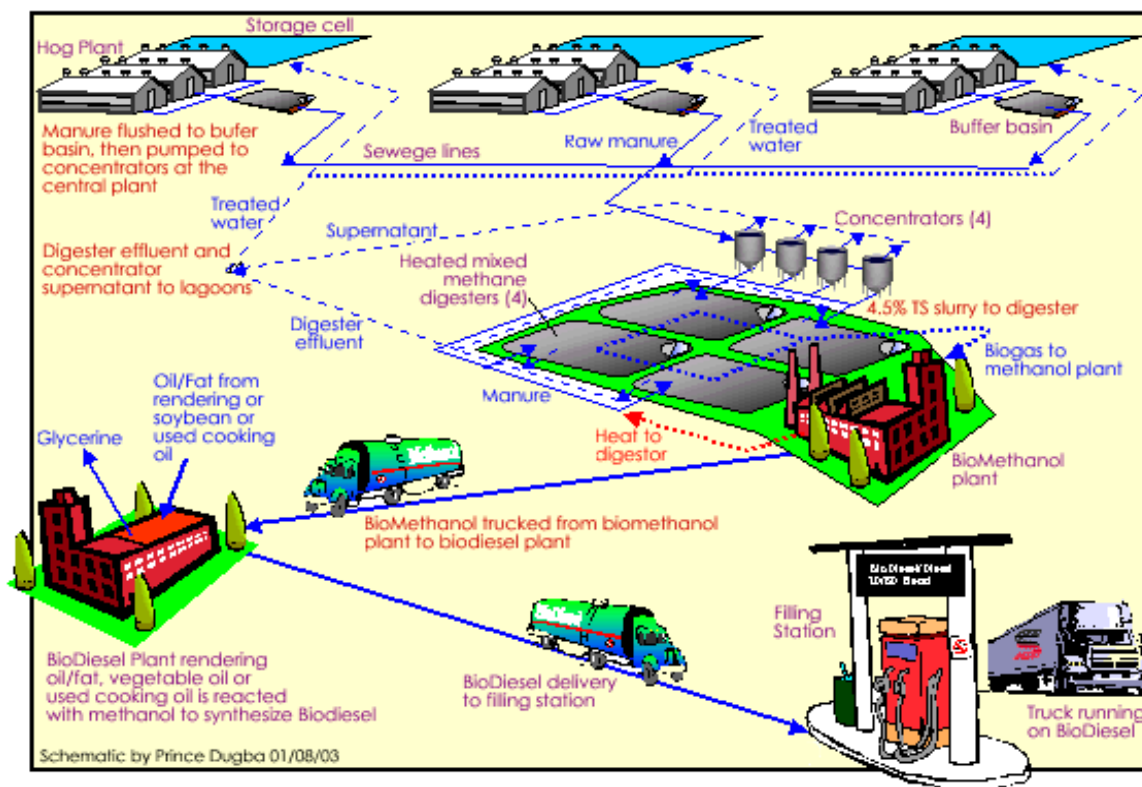 Storage cell
Hog Plant
Manure flushed to bufer
basin, then pumped to
concentrators at the
central plant
Sewege lines
Raw manure
Treated
water
Buffer basin
Treated
water
Supernatant
Concentrators (4)
Digester effluent and
concentrator
supernatant to lagoons
Heated mixed
methane
digesters (4)
4.5% TS slurry to digester
Digester
effluent
Biogas to
methanol plant
Manure
Oil/Fat from
rendering or
soybean or
used cooking
oil
Glycerine
Heat to
digestor
BioMethanol
plant
Methanol
BioMethanol trucked from biomethanol
plant to biodiesel plant
BioDiesel
BioDiesel/Diesel
Filling
Station
BioDiesel Plant rendering
oil/fat, vegetable oil or
used cooking oil is reacted
with methanol to synthesize Biodiesel
BioDiesel delivery
to filling station
Truck running
on BioDiesel
Schematic by Prince Dugba 01/08/03